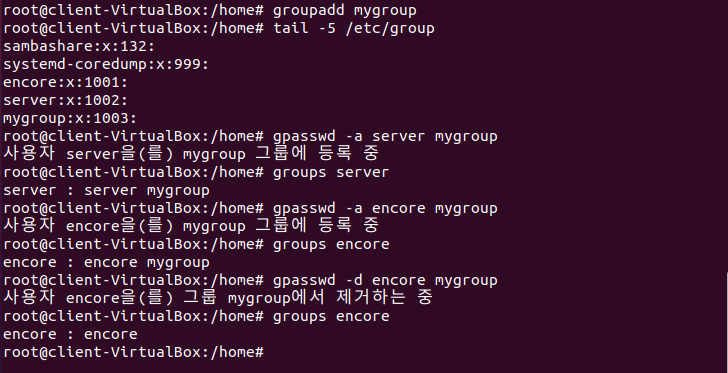 root@client-VirtualBox:/home# groupadd mygroup
root@client-VirtualBox:/home# tail -5 /etc/group
sambashare:x:132:
systemd-coredump:x:999:
encore:x:1001:
server:x:1002:
mygroup:x:1003:
root@client-VirtualBox:/home# gpasswd -a server mygroup
사용자 server을(를) mygroup 그룹에 등록 중
root@client-VirtualBox:/home# groups server
server : server mygroup
root@client-VirtualBox:/home# gpasswd -a encore mygroup
사용자 encore을(를) mygroup 그룹에 등록 중
root@client-VirtualBox:/home# groups encore
encore : encore mygroup
root@client-VirtualBox:/home# gpasswd -d encore mygroup
사용자 encore을(를) 그룹 mygroup에서 제거하는 중
root@client-VirtualBox:/home# groups encore
encore : encore
root@client-VirtualBox:/home#